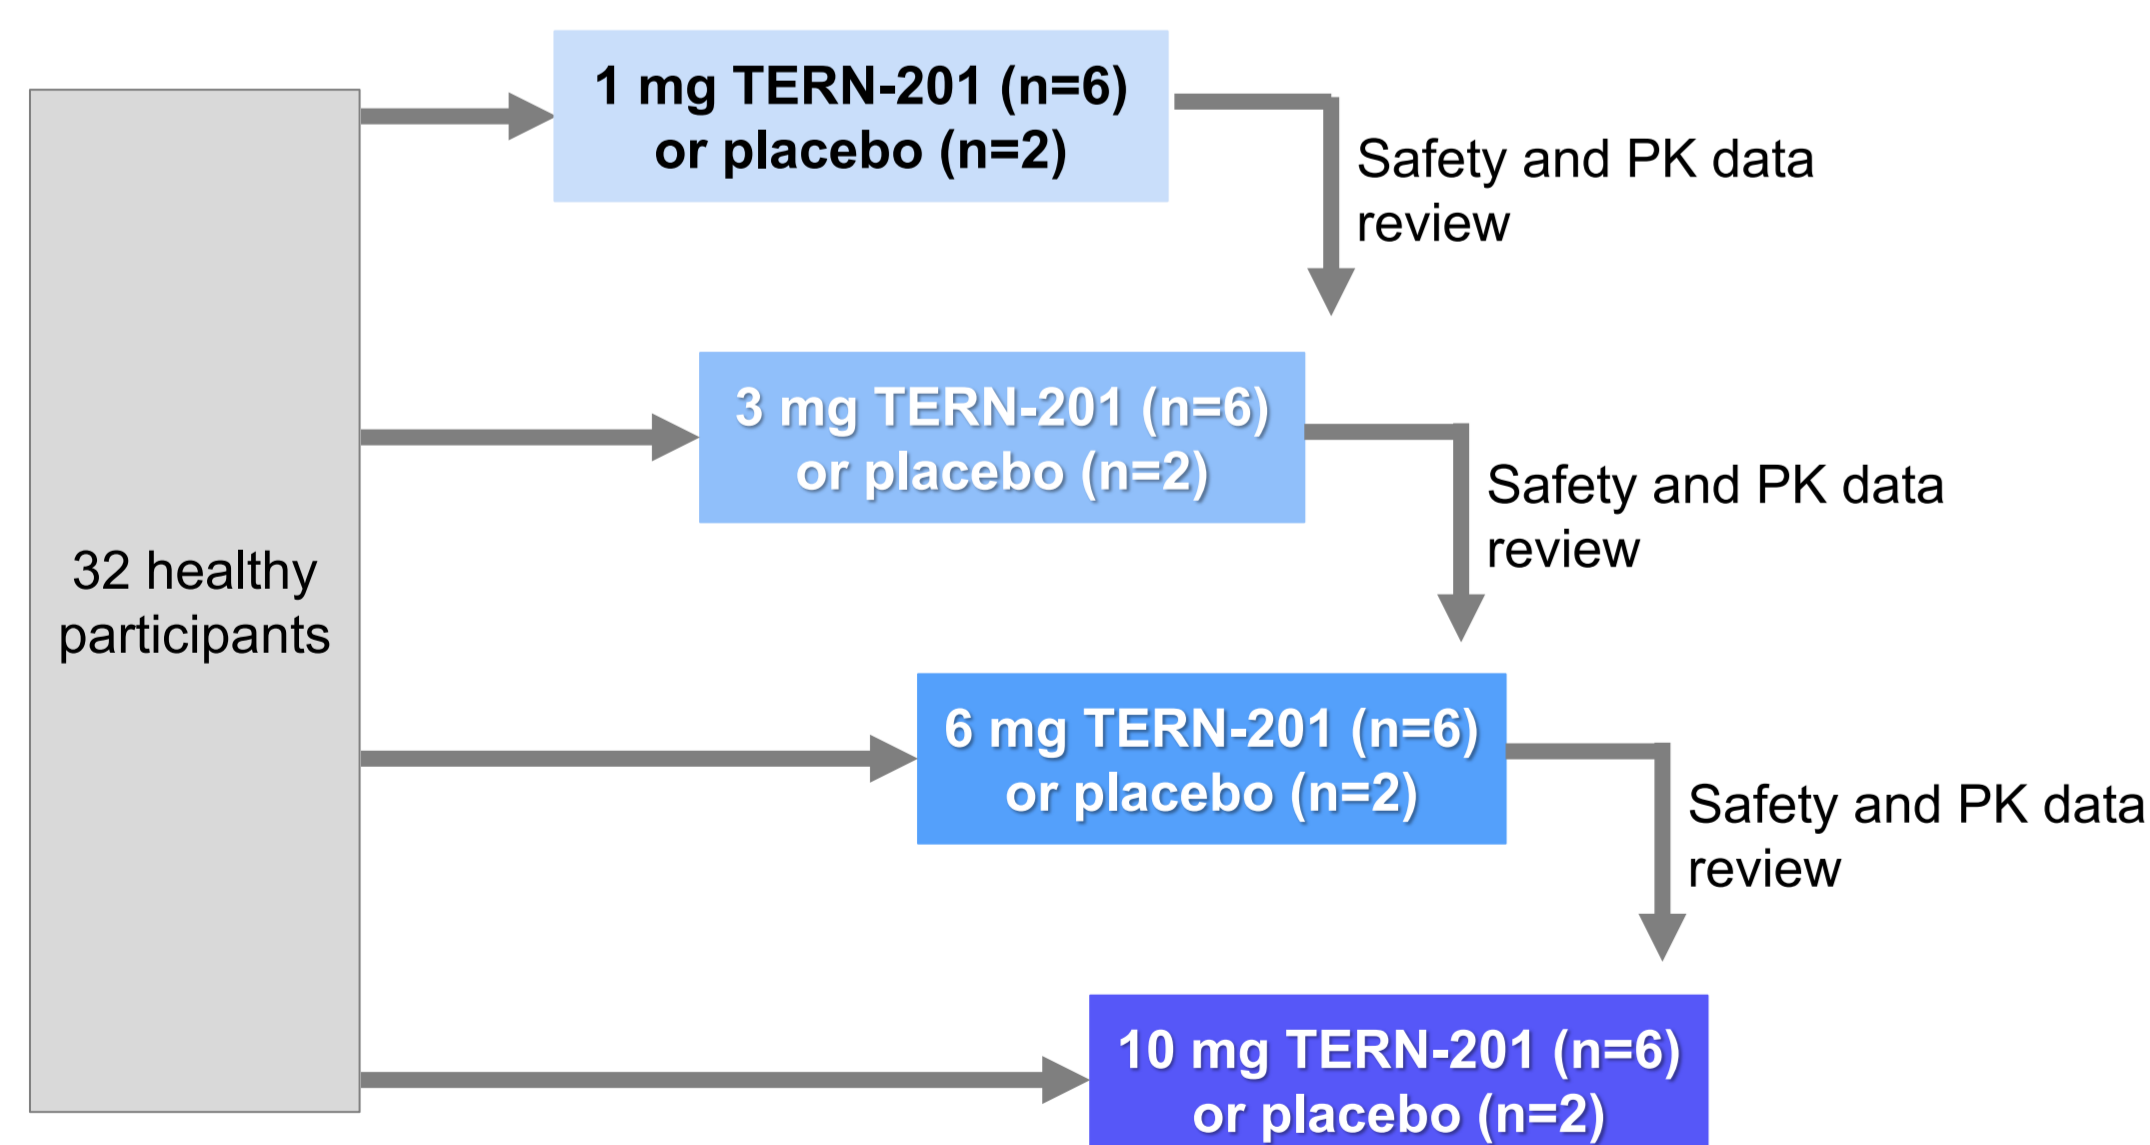 1 mg TERN-201 (n=6)
or placebo (n=2)
Safety and PK data
review
3 mg TERN-201 (n=6)
or placebo (n=2)
Safety and PK data
review
32 healthy
participants
6 mg TERN-201 (n=6)
or placebo (n=2)
Safety and PK data
review
10 mg TERN-201 (n=6)
or placebo (n=2)